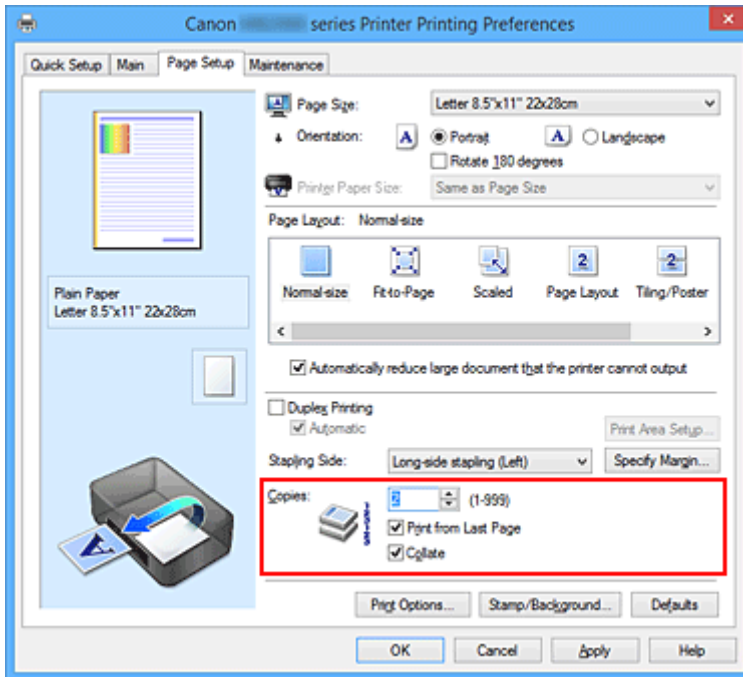 Canon series Printer Printing Preferences
Quick Setup Main Page Setup Maintenance
Page Size: Letter 8.5"x11" 22x28cm
Orientation: A Portrait A Landscape
Rotate 180 degrees
Printer Paper Size: Same as Page Size
Page Layout: Normal-size
2 2
Normal-size Fit-to-Page Scaled Page Layout Tiling/Poster
Plain Paper
Letter 8.5"x11" 22x28cm
Automatically reduce large document that the printer cannot output
Duplex Printing
Automatic
Print Area Setup...
Stapling Side: Long-side stapling (Left) Specify Margin...
Copies: 2 (1-999)
Print from Last Page
Collate
A
Print Options... Stamp/Background... Defaults
OK Cancel Apply Help